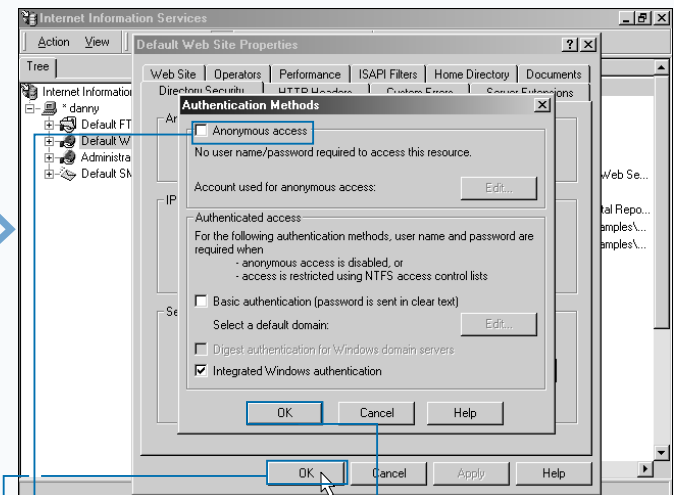 Internet Information Services
Action View
Default Web Site Properties
Tree
Web Site Operators Performance ISAPI Filters Home Directory Documents
Directory Security HTTP Headers Custom Errors Server Extensions
Internet Information
* danny
Default FT
Default W
Administra
Default SM
Authentication Methods
An
Anonymous access
No user name/password required to access this resource.
Account used for anonymous access:
Edit...
IP
Authenticated access
For the following authentication methods, user name and password are
required when
- anonymous access is disabled, or
- access is restricted using NTFS access control lists
Basic authentication (password is sent in clear text)
Select a default domain:
Edit...
Se
Digest authentication for Windows domain servers
Integrated Windows authentication
OK Cancel Help
Web Se...
tal Repo...
amples\...
amples\...
OK Cancel Apply Help